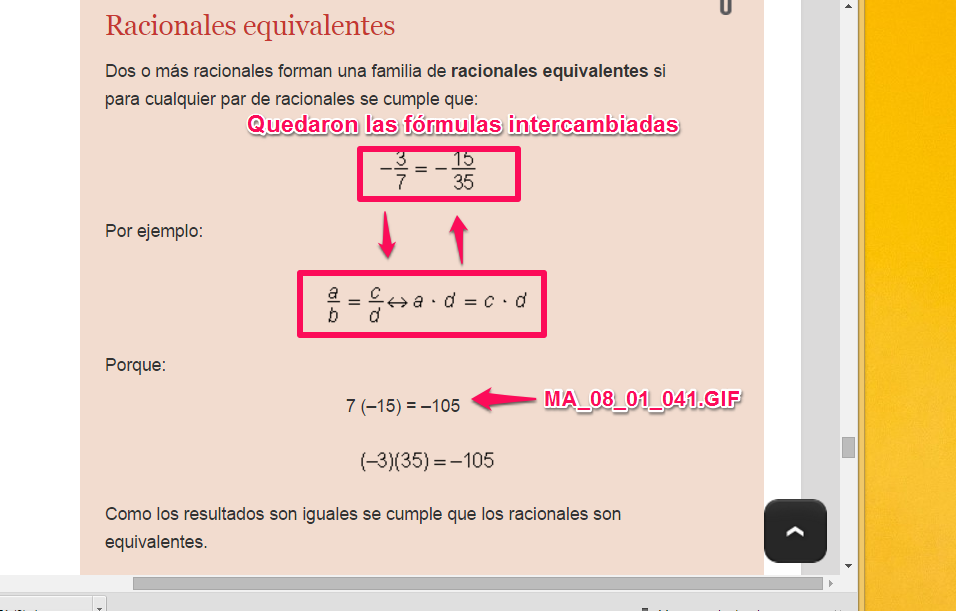 Racionales equivalentes
Dos o más racionales forman una familia de racionales equivalentes si
para cualquier par de racionales se cumple que:
Quedaron las fórmulas intercambiadas
−3/7 = −15/35
Por ejemplo:
a/b = c/d ↔ a · d = c · d
Porque:
7 (–15) = –105
MA_08_01_041.GIF
(–3)(35) = –105
Como los resultados son iguales se cumple que los racionales son
equivalentes.